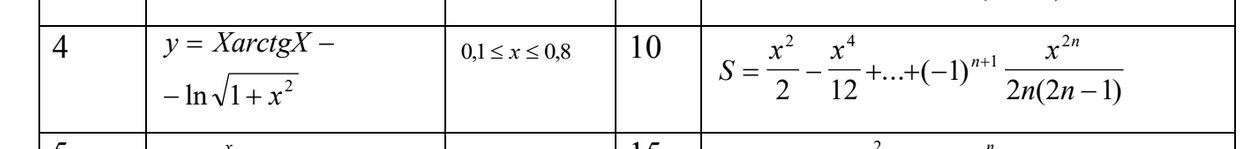 4
y = XarctgX –
– ln √(1 + x²)
0,1 ≤ x ≤ 0,8
10
S = x²/2 – x⁴/12 +...+(–1)ⁿ⁺¹ x²ⁿ/(2n(2n – 1))